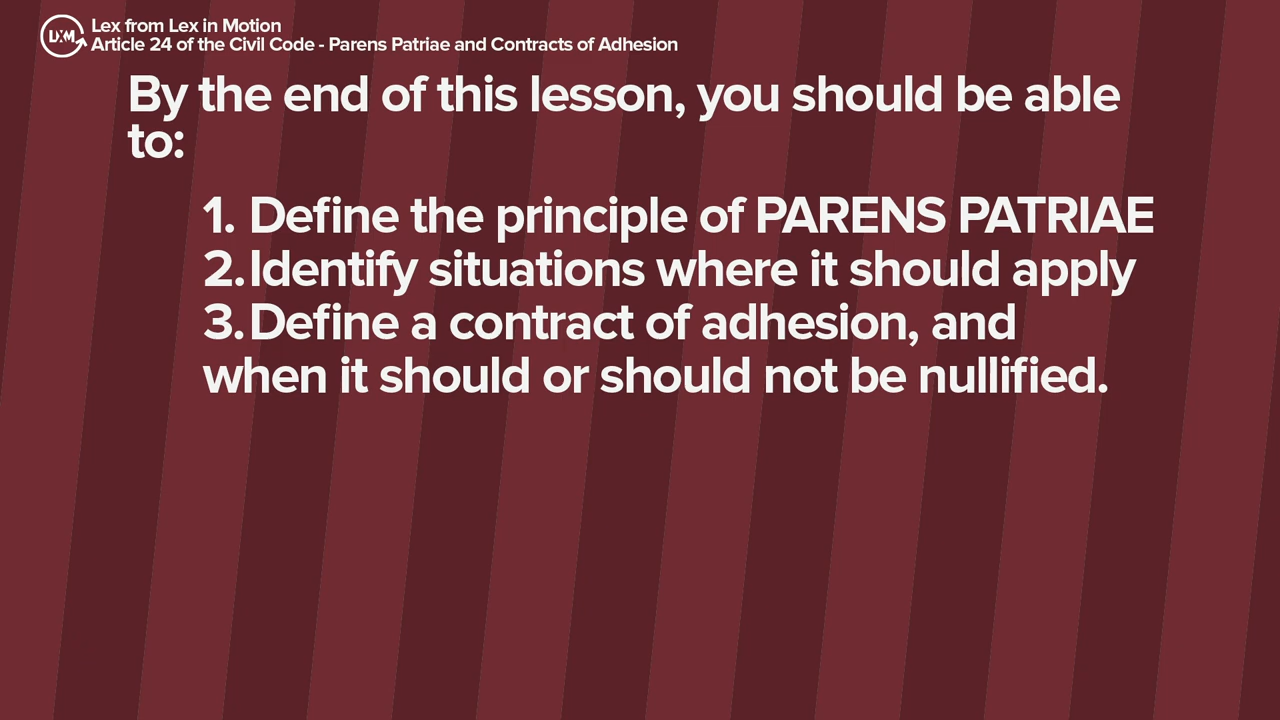 LXM
Lex from Lex in Motion
Article 24 of the Civil Code - Parens Patriae and Contracts of Adhesion
By the end of this lesson, you should be able
to:
1. Define the principle of PARENS PATRIAE
2. Identify situations where it should apply
3. Define a contract of adhesion, and
when it should or should not be nullified.